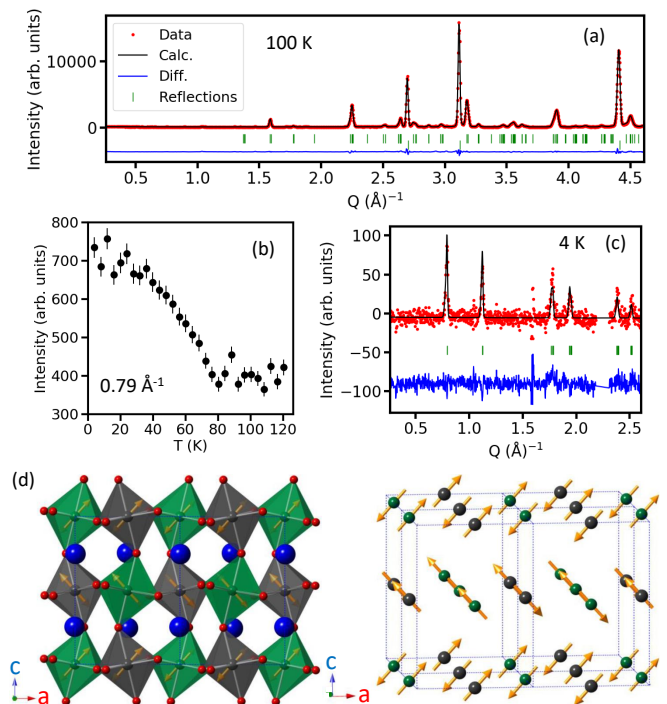 100 K
(a)
Data
Calc.
Diff.
Reflections
Intensity (arb. units)
10000
0
0.5 1.0 1.5 2.0 2.5 3.0 3.5 4.0 4.5
Q (Å)⁻¹
(b)
Intensity (arb. units)
800
700
600
500
400
300
0.79 Å⁻¹
0 20 40 60 80 100 120
T (K)
4 K
(c)
Intensity (arb. units)
100
50
0
−50
−100
0.5 1.0 1.5 2.0 2.5
Q (Å)⁻¹
(d)
c
a
c
a